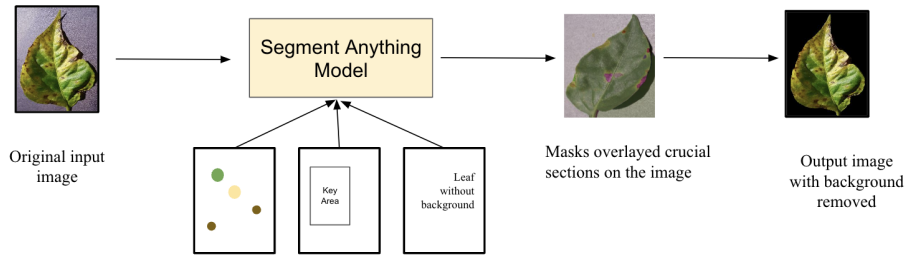 Segment Anything
Model
Original input
image
Key
Area
Leaf
without
background
Masks overlayed crucial
sections on the image
Output image
with background
removed